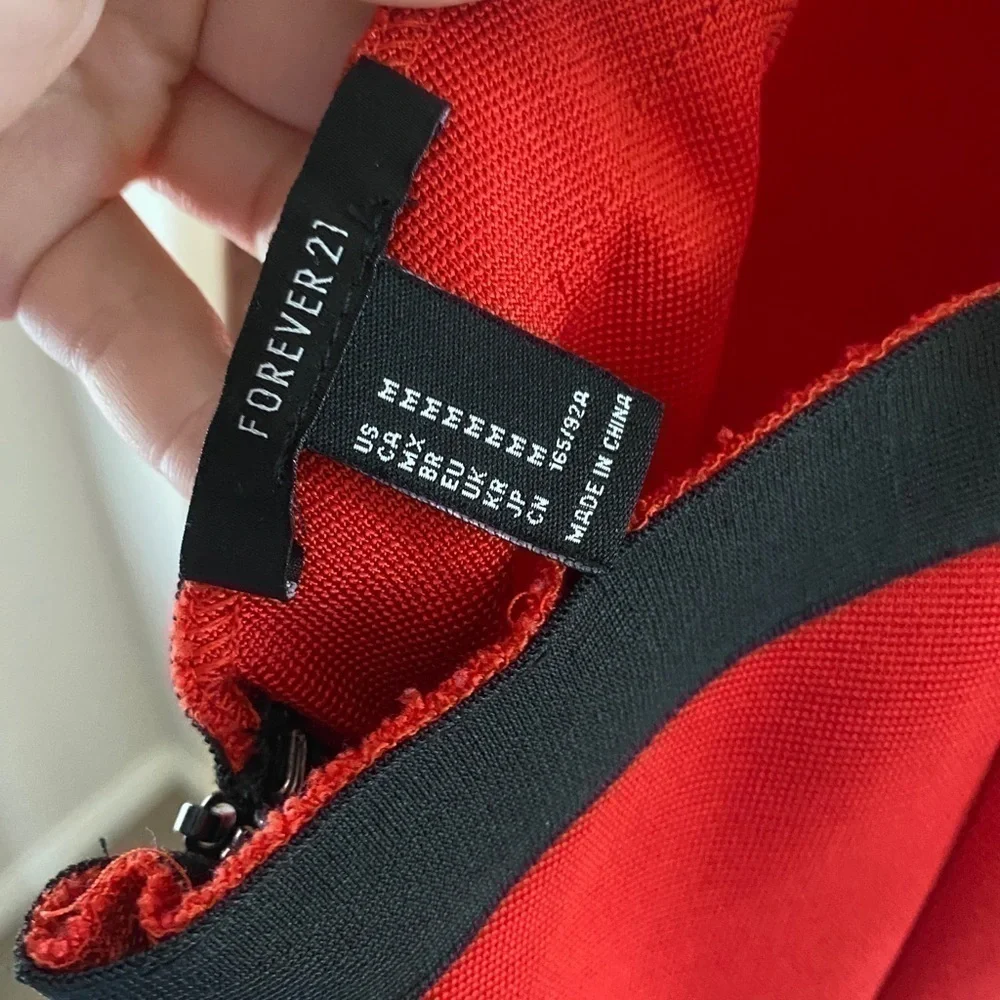 FOREVER 21
US M
CA M
MX M
BR M
EU M
UK M
KR M
JP M
CN 165/92A
MADE IN CHINA